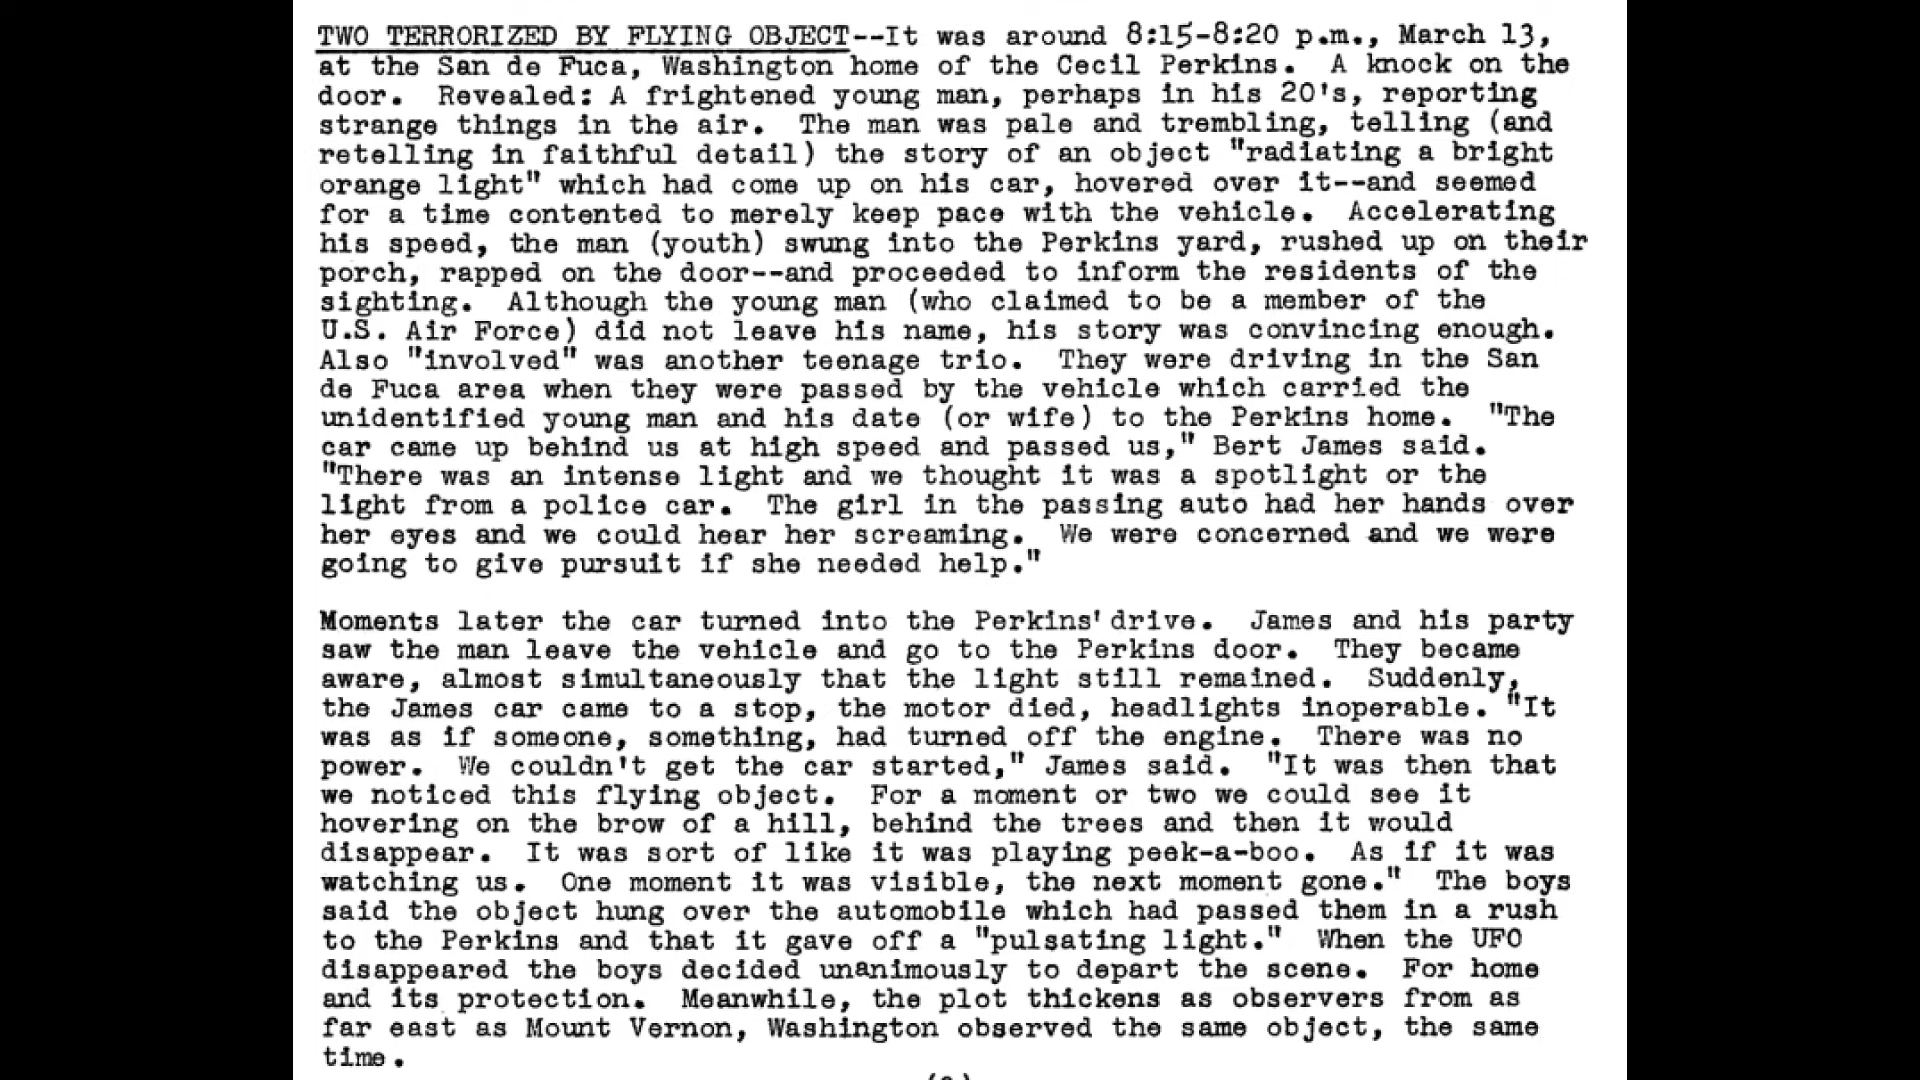 TWO TERRORIZED BY FLYING OBJECT--It was around 8:15-8:20 p.m., March 13,
at the San de Fuca, Washington home of the Cecil Perkins. A knock on the
door. Revealed: A frightened young man, perhaps in his 20's, reporting
strange things in the air. The man was pale and trembling, telling (and
retelling in faithful detail) the story of an object "radiating a bright
orange light" which had come up on his car, hovered over it--and seemed
for a time contented to merely keep pace with the vehicle. Accelerating
his speed, the man (youth) swung into the Perkins yard, rushed up on their
porch, rapped on the door--and proceeded to inform the residents of the
sighting. Although the young man (who claimed to be a member of the
U.S. Air Force) did not leave his name, his story was convincing enough.
Also "involved" was another teenage trio. They were driving in the San
de Fuca area when they were passed by the vehicle which carried the
unidentified young man and his date (or wife) to the Perkins home. "The
car came up behind us at high speed and passed us," Bert James said.
"There was an intense light and we thought it was a spotlight or the
light from a police car. The girl in the passing auto had her hands over
her eyes and we could hear her screaming. We were concerned and we were
going to give pursuit if she needed help."
Moments later the car turned into the Perkins' drive. James and his party
saw the man leave the vehicle and go to the Perkins door. They became
aware, almost simultaneously that the light still remained. Suddenly,
the James car came to a stop, the motor died, headlights inoperable. "It
was as if someone, something, had turned off the engine. There was no
power. We couldn't get the car started," James said. "It was then that
we noticed this flying object. For a moment or two we could see it
hovering on the brow of a hill, behind the trees and then it would
disappear. It was sort of like it was playing peek-a-boo. As if it was
watching us. One moment it was visible, the next moment gone." The boys
said the object hung over the automobile which had passed them in a rush
to the Perkins and that it gave off a "pulsating light." When the UFO
disappeared the boys decided unanimously to depart the scene. For home
and its protection. Meanwhile, the plot thickens as observers from as
far east as Mount Vernon, Washington observed the same object, the same
time.